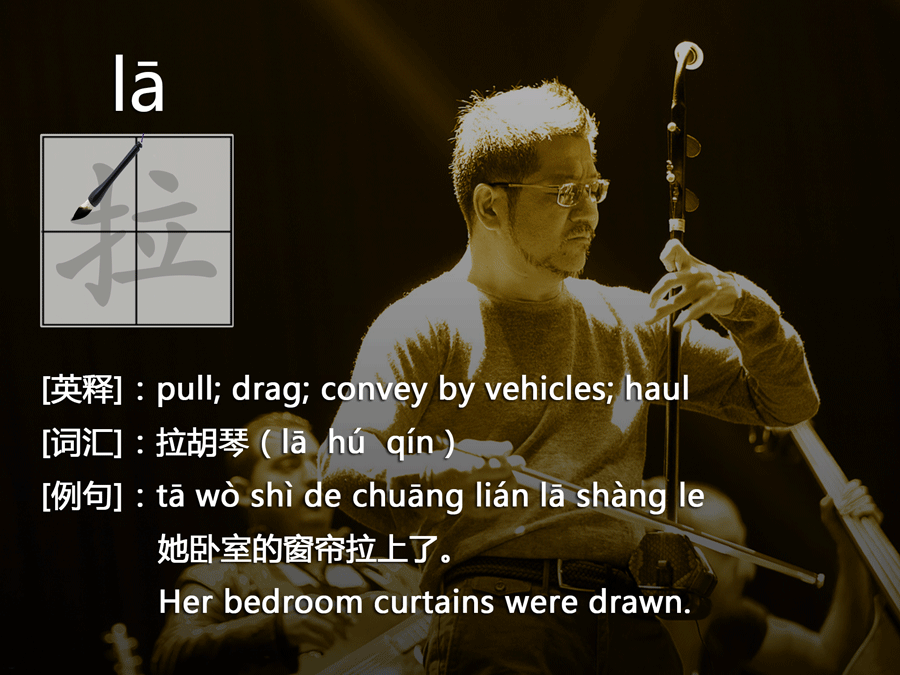 lā
拉
[英释]：pull; drag; convey by vehicles; haul
[词汇]：拉胡琴（lā hú qín）
[例句]：tā wò shì de chuāng lián lā shàng le
她卧室的窗帘拉上了。
Her bedroom curtains were drawn.